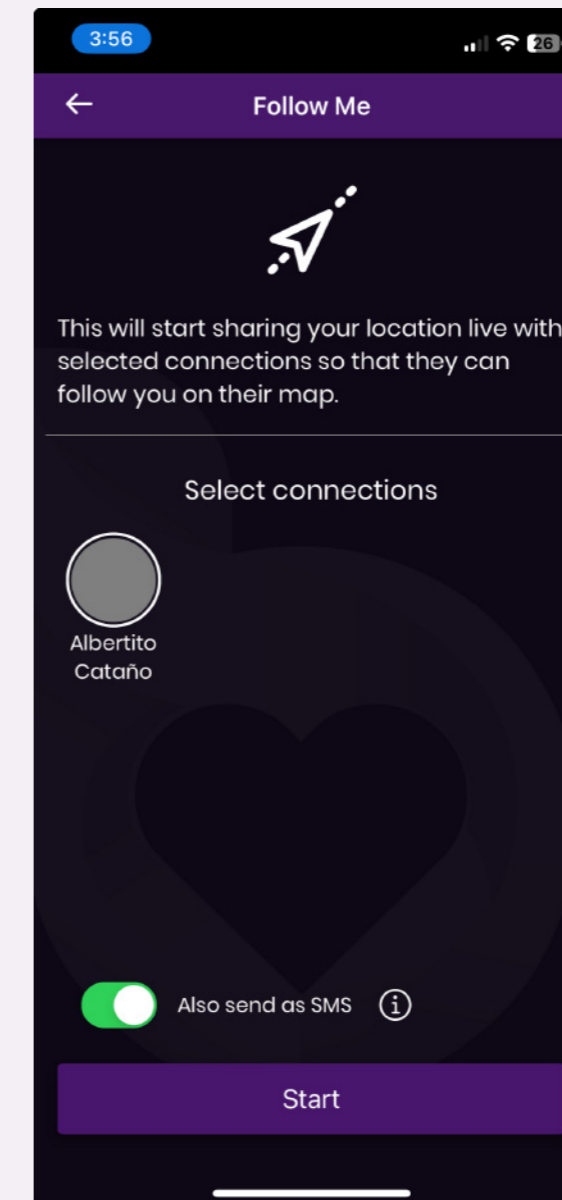 3:56
26
Follow Me
This will start sharing your location live with
selected connections so that they can
follow you on their map.
Select connections
Albertito
Cataño
Also send as SMS
Start